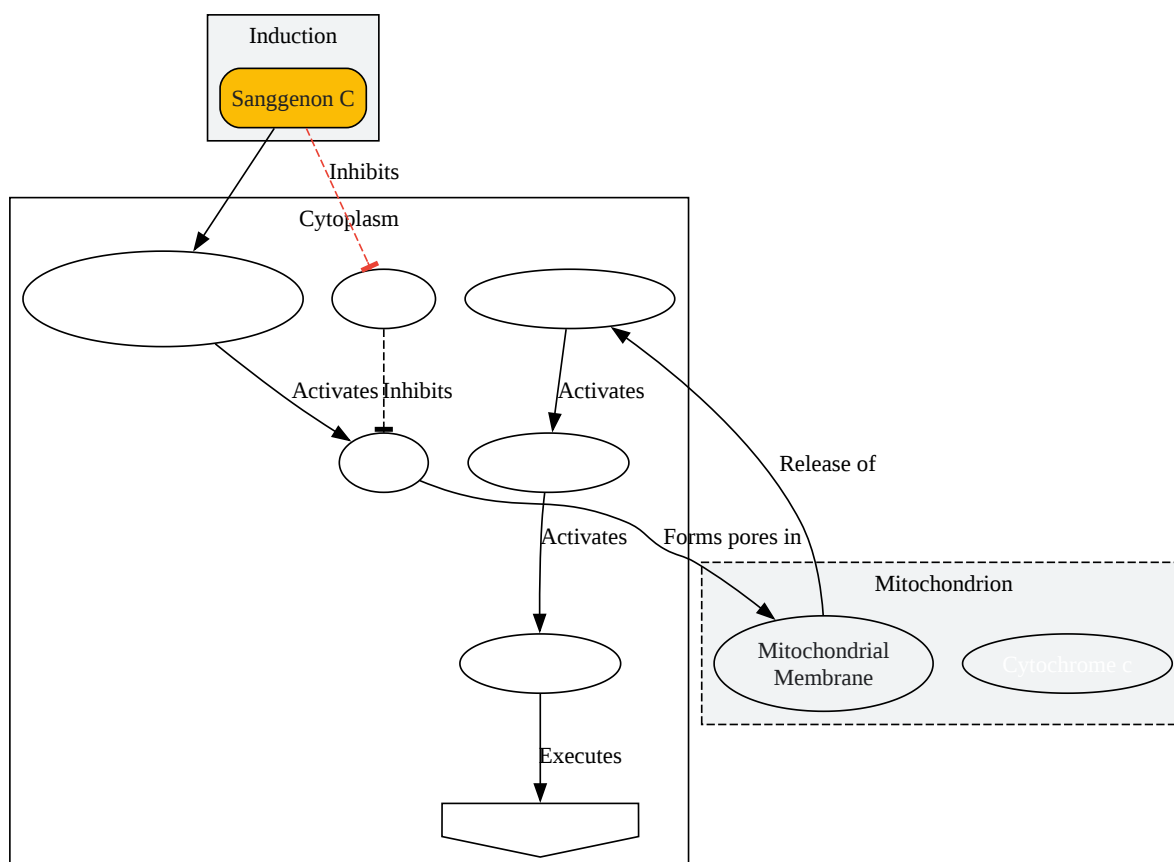 Induction
Sanggenon C
Inhibits
Cytoplasm
Activates
Inhibits
Activates
Release of
Activates
Forms pores in
Mitochondrion
Mitochondrial
Membrane
Cytochrome c
Executes